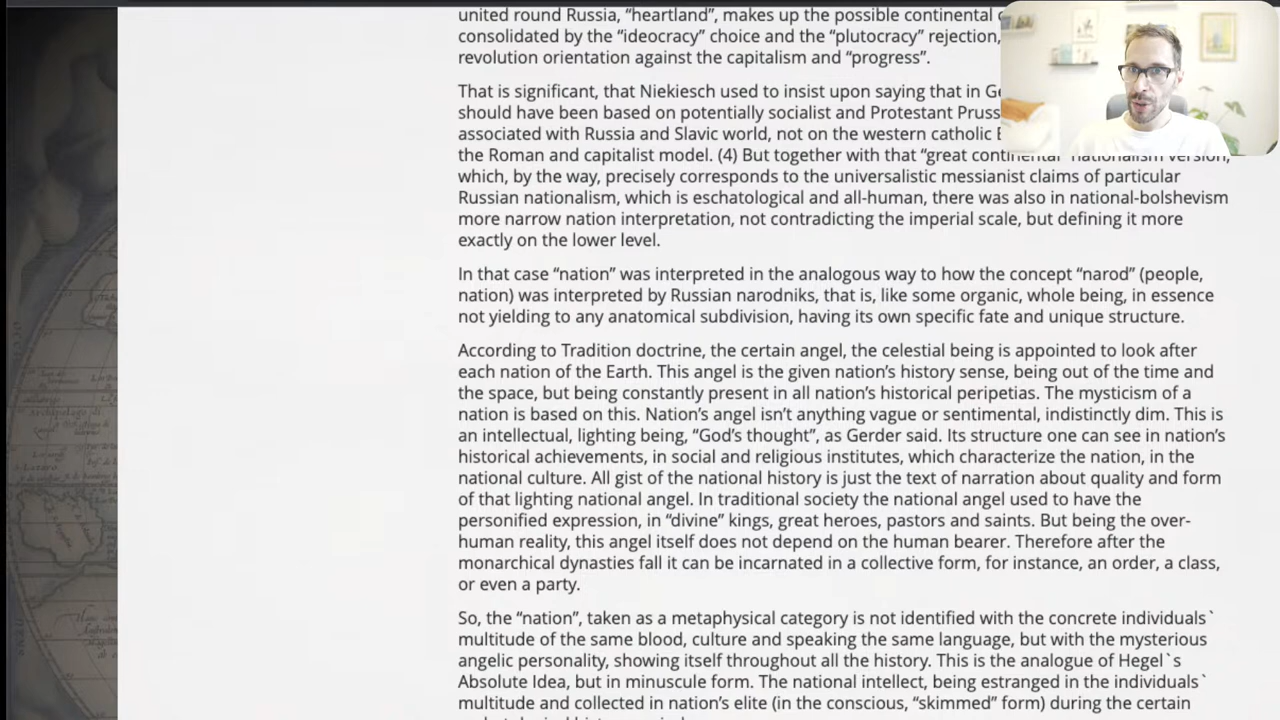 united round Russia, “heartland”, makes up the possible continental
consolidated by the “ideocracy” choice and the “plutocracy” rejection,
revolution orientation against the capitalism and “progress”.
That is significant, that Niekiesch used to insist upon saying that in
should have been based on potentially socialist and Protestant
associated with Russia and Slavic world, not on the western catholic
the Roman and capitalist model. (4) But together with that “great continental” nationalism version,
which, by the way, precisely corresponds to the universalistic messianist claims of particular
Russian nationalism, which is eschatological and all-human, there was also in national-bolshevism
more narrow nation interpretation, not contradicting the imperial scale, but defining it more
exactly on the lower level.
In that case “nation” was interpreted in the analogous way to how the concept “narod” (people,
nation) was interpreted by Russian narodniks, that is, like some organic, whole being, in essence
not yielding to any anatomical subdivision, having its own specific fate and unique structure.
According to Tradition doctrine, the certain angel, the celestial being is appointed to look after
each nation of the Earth. This angel is the given nation’s history sense, being out of the time and
the space, but being constantly present in all nation’s historical peripetias. The mysticism of a
nation is based on this. Nation’s angel isn’t anything vague or sentimental, indistinctly dim. This is
an intellectual, lighting being, “God’s thought”, as Gerder said. Its structure one can see in nation’s
historical achievements, in social and religious institutes, which characterize the nation, in the
national culture. All gist of the national history is just the text of narration about quality and form
of that lighting national angel. In traditional society the national angel used to have the
personified expression, in “divine” kings, great heroes, pastors and saints. But being the over-
human reality, this angel itself does not depend on the human bearer. Therefore after the
monarchical dynasties fall it can be incarnated in a collective form, for instance, an order, a class,
or even a party.
So, the “nation”, taken as a metaphysical category is not identified with the concrete individuals`
multitude of the same blood, culture and speaking the same language, but with the mysterious
angelic personality, showing itself throughout all the history. This is the analogue of Hegel`s
Absolute Idea, but in minuscule form. The national intellect, being estranged in the individuals`
multitude and collected in nation’s elite (in the conscious, “skimmed” form) during the certain